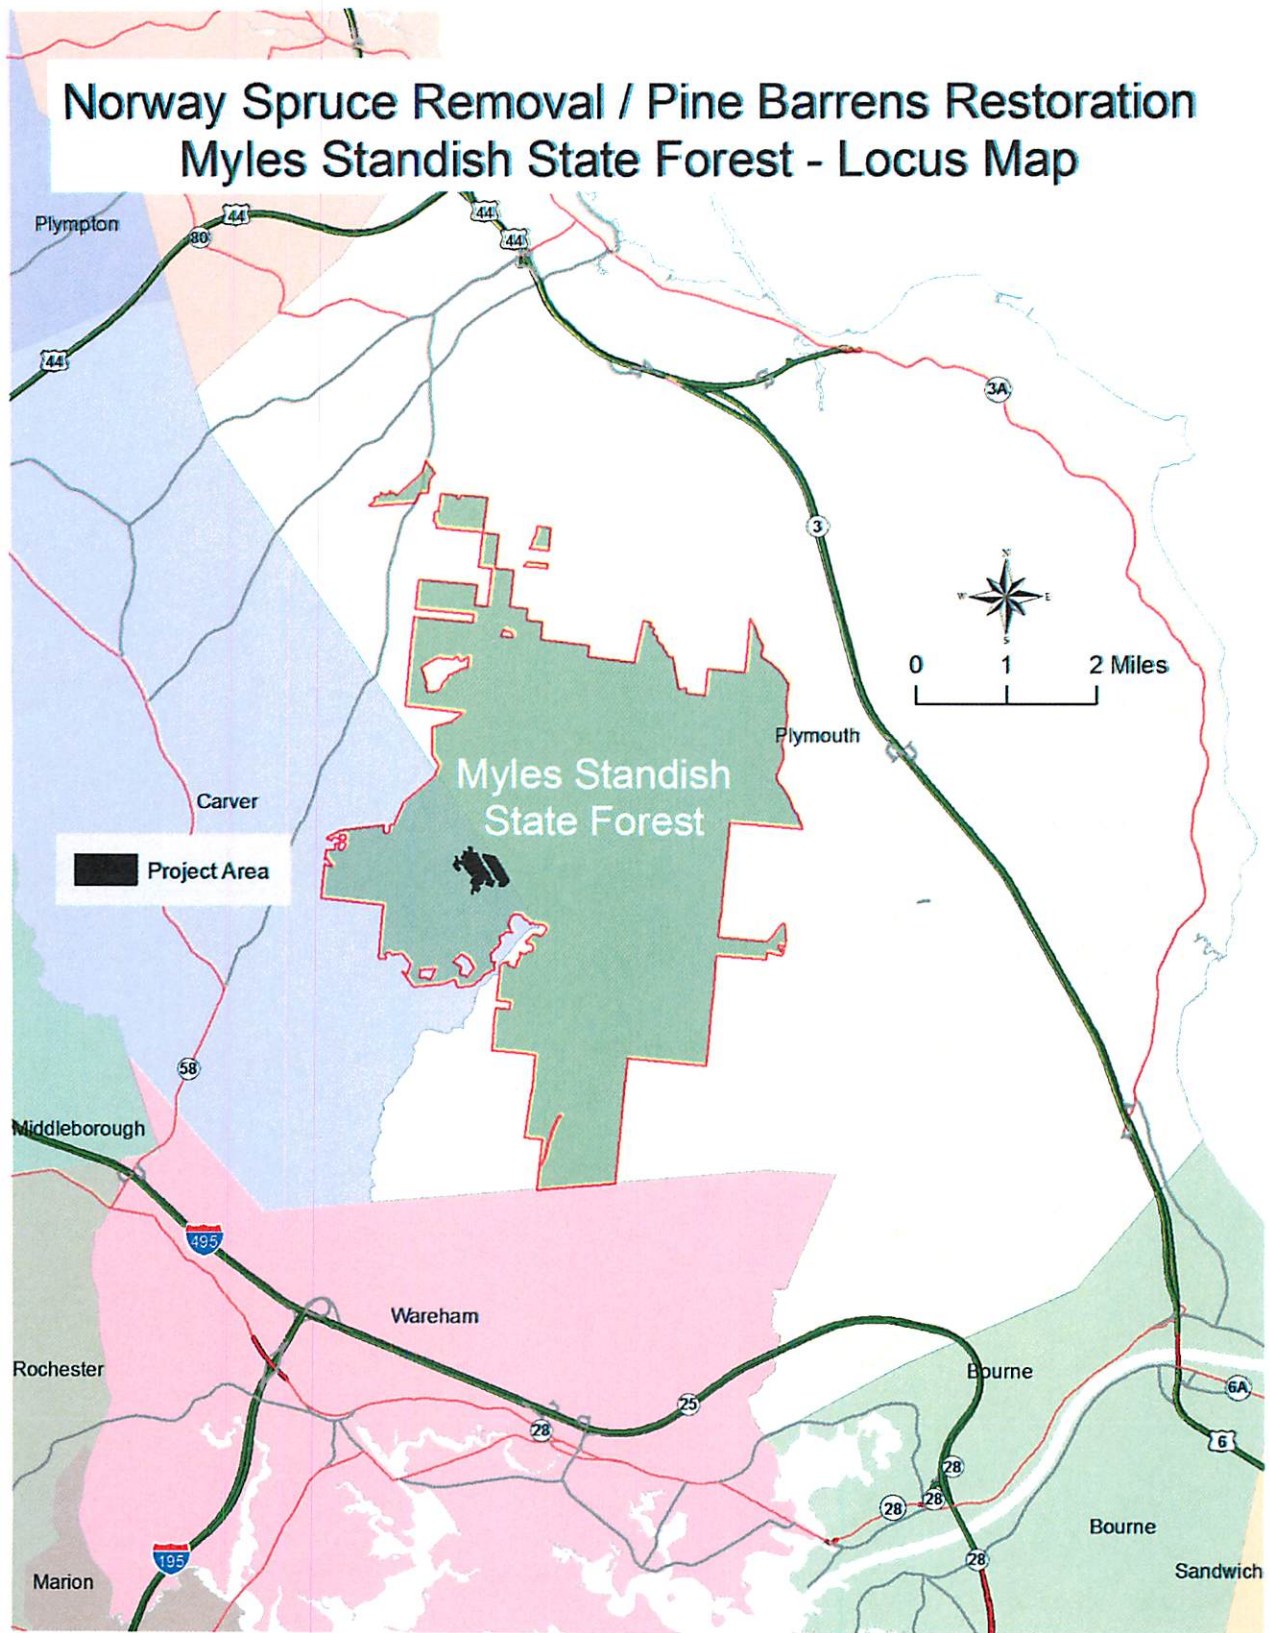 Norway Spruce Removal / Pine Barrens Restoration
Myles Standish State Forest - Locus Map
Plympton
44
44
44
80
44
3A
3
N
W E
S
0 1 2 Miles
Plymouth
Myles Standish
State Forest
Carver
Project Area
58
Middleborough
495
Wareham
Rochester
Bourne
6A
25
28
6
28
28
28
Bourne
28
195
Marion
Sandwich